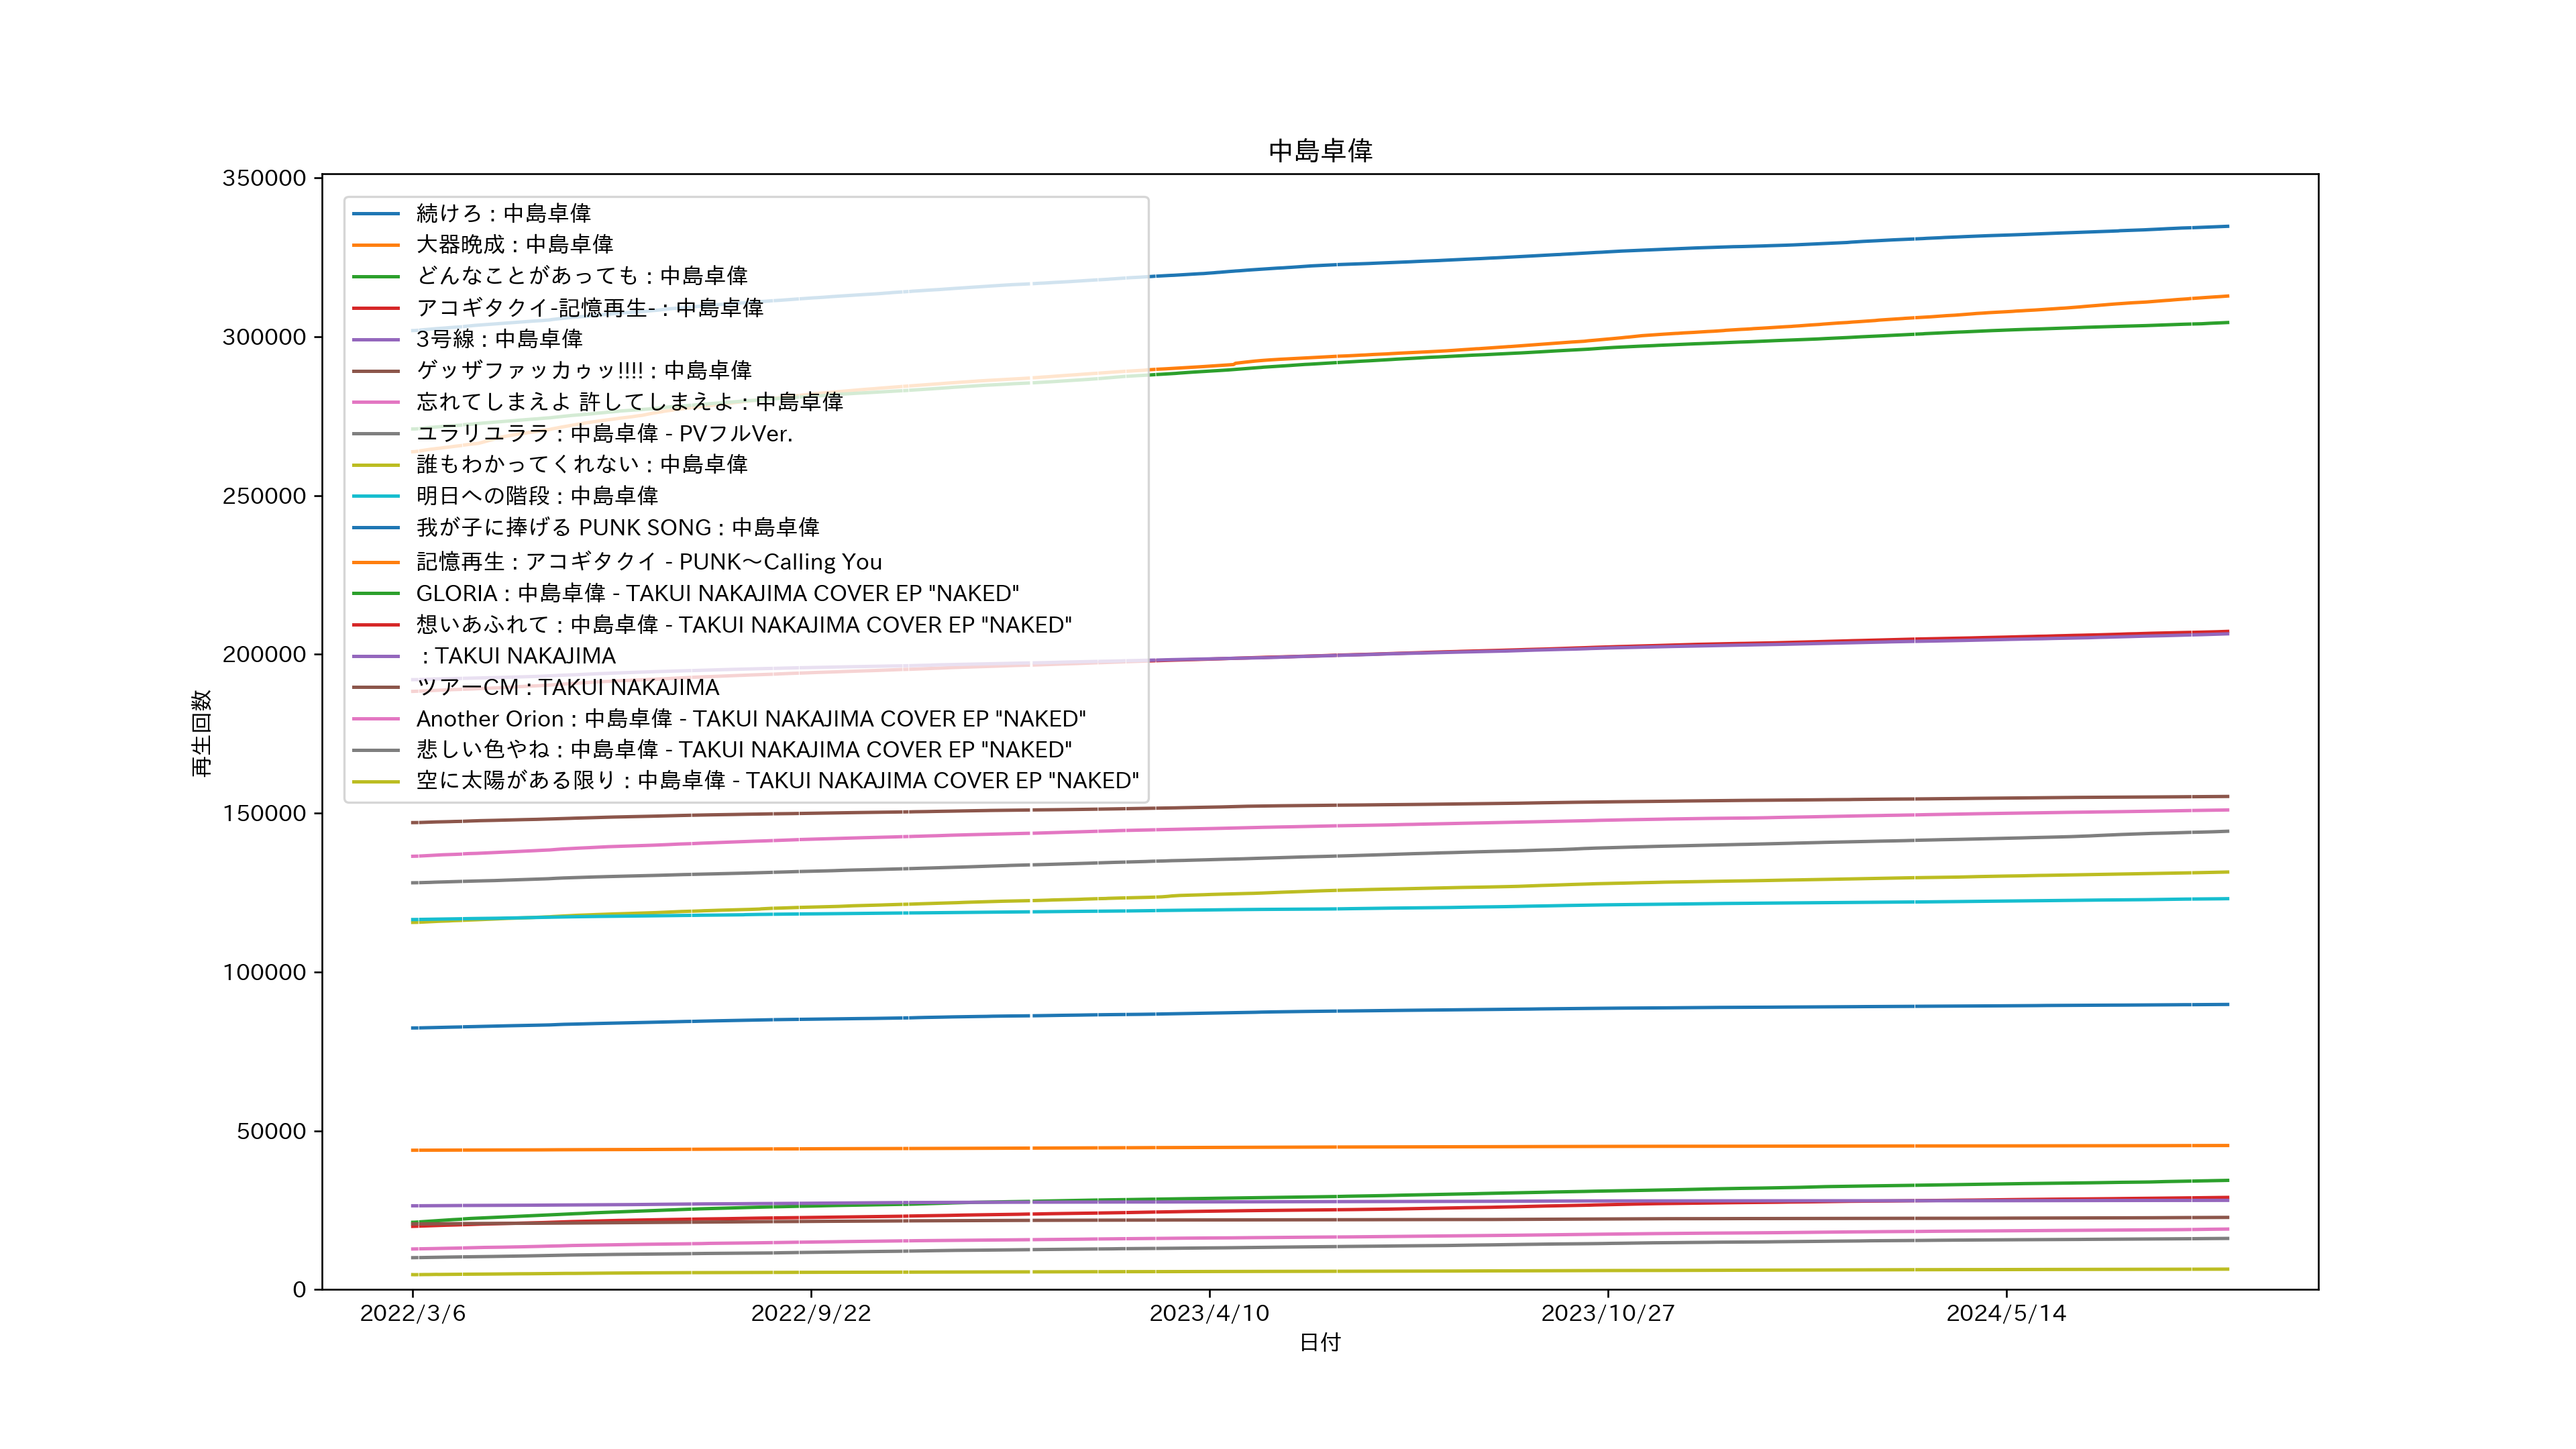 中島卓偉
350000
300000
250000
200000
150000
100000
50000
0
再生回数
続けろ : 中島卓偉
大器晩成 : 中島卓偉
どんなことがあっても : 中島卓偉
アコギタクイ-記憶再生- : 中島卓偉
3号線 : 中島卓偉
ゲッザファッカゥッ!!!! : 中島卓偉
忘れてしまえよ 許してしまえよ : 中島卓偉
ユラリユララ : 中島卓偉 - PVフルVer.
誰もわかってくれない : 中島卓偉
明日への階段 : 中島卓偉
我が子に捧げる PUNK SONG : 中島卓偉
記憶再生 : アコギタクイ - PUNK～Calling You
GLORIA : 中島卓偉 - TAKUI NAKAJIMA COVER EP "NAKED"
想いあふれて : 中島卓偉 - TAKUI NAKAJIMA COVER EP "NAKED"
: TAKUI NAKAJIMA
ツアーCM : TAKUI NAKAJIMA
Another Orion : 中島卓偉 - TAKUI NAKAJIMA COVER EP "NAKED"
悲しい色やね : 中島卓偉 - TAKUI NAKAJIMA COVER EP "NAKED"
空に太陽がある限り : 中島卓偉 - TAKUI NAKAJIMA COVER EP "NAKED"
2022/3/6 2022/9/22 2023/4/10 2023/10/27 2024/5/14
日付